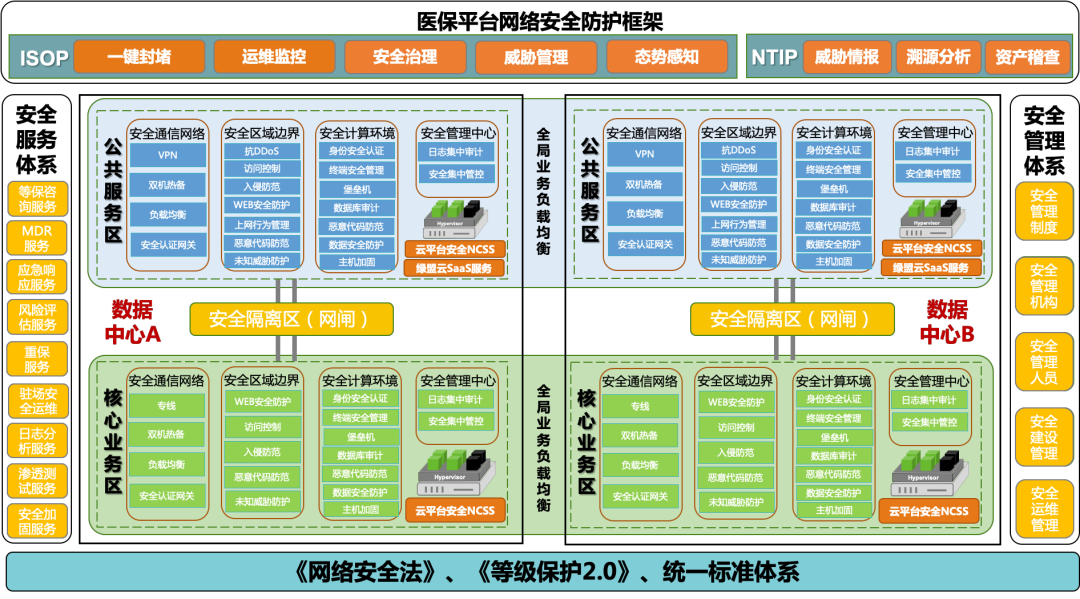 医保平台网络安全防护框架
ISOP
一键封堵
运维监控
安全治理
威胁管理
态势感知
NTIP
威胁情报
溯源分析
资产稽查
安全
服务
体系
等保咨
询服务
MDR
服务
应急响
应服务
风险评
估服务
重保
服务
驻场安
全运维
日志分
析服务
渗透测
试服务
安全加
固服务
数据
中心A
公共服务区
安全通信网络
VPN
双机热备
负载均衡
安全认证网关
安全区域边界
抗DDoS
访问控制
入侵防范
WEB安全防护
上网行为管理
恶意代码防范
未知威胁防护
安全计算环境
身份安全认证
终端安全管理
堡垒机
数据库审计
恶意代码防范
数据安全防护
主机加固
安全管理中心
日志集中审计
安全集中管控
Hypervisor
云平台安全NCSS
绿盟云SaaS服务
安全隔离区（网闸）
核心业务区
安全通信网络
专线
双机热备
负载均衡
安全认证网关
安全区域边界
WEB安全防护
访问控制
入侵防范
恶意代码防范
未知威胁防护
安全计算环境
身份安全认证
终端安全管理
堡垒机
数据库审计
恶意代码防范
数据安全防护
主机加固
安全管理中心
日志集中审计
安全集中管控
Hypervisor
云平台安全NCSS
全局业务负载均衡
全局业务负载均衡
数据
中心B
公共服务区
安全通信网络
VPN
双机热备
负载均衡
安全认证网关
安全区域边界
抗DDoS
访问控制
入侵防范
WEB安全防护
上网行为管理
恶意代码防范
未知威胁防护
安全计算环境
身份安全认证
终端安全管理
堡垒机
数据库审计
恶意代码防范
数据安全防护
主机加固
安全管理中心
日志集中审计
安全集中管控
Hypervisor
云平台安全NCSS
绿盟云SaaS服务
安全隔离区（网闸）
核心业务区
安全通信网络
专线
双机热备
负载均衡
安全认证网关
安全区域边界
WEB安全防护
访问控制
入侵防范
恶意代码防范
未知威胁防护
安全计算环境
身份安全认证
终端安全管理
堡垒机
数据库审计
恶意代码防范
数据安全防护
主机加固
安全管理中心
日志集中审计
安全集中管控
Hypervisor
云平台安全NCSS
安全
管理
体系
安全
管理
制度
安全
管理
机构
安全
管理
人员
安全
建设
管理
安全
运维
管理
《网络安全法》、《等级保护2.0》、统一标准体系